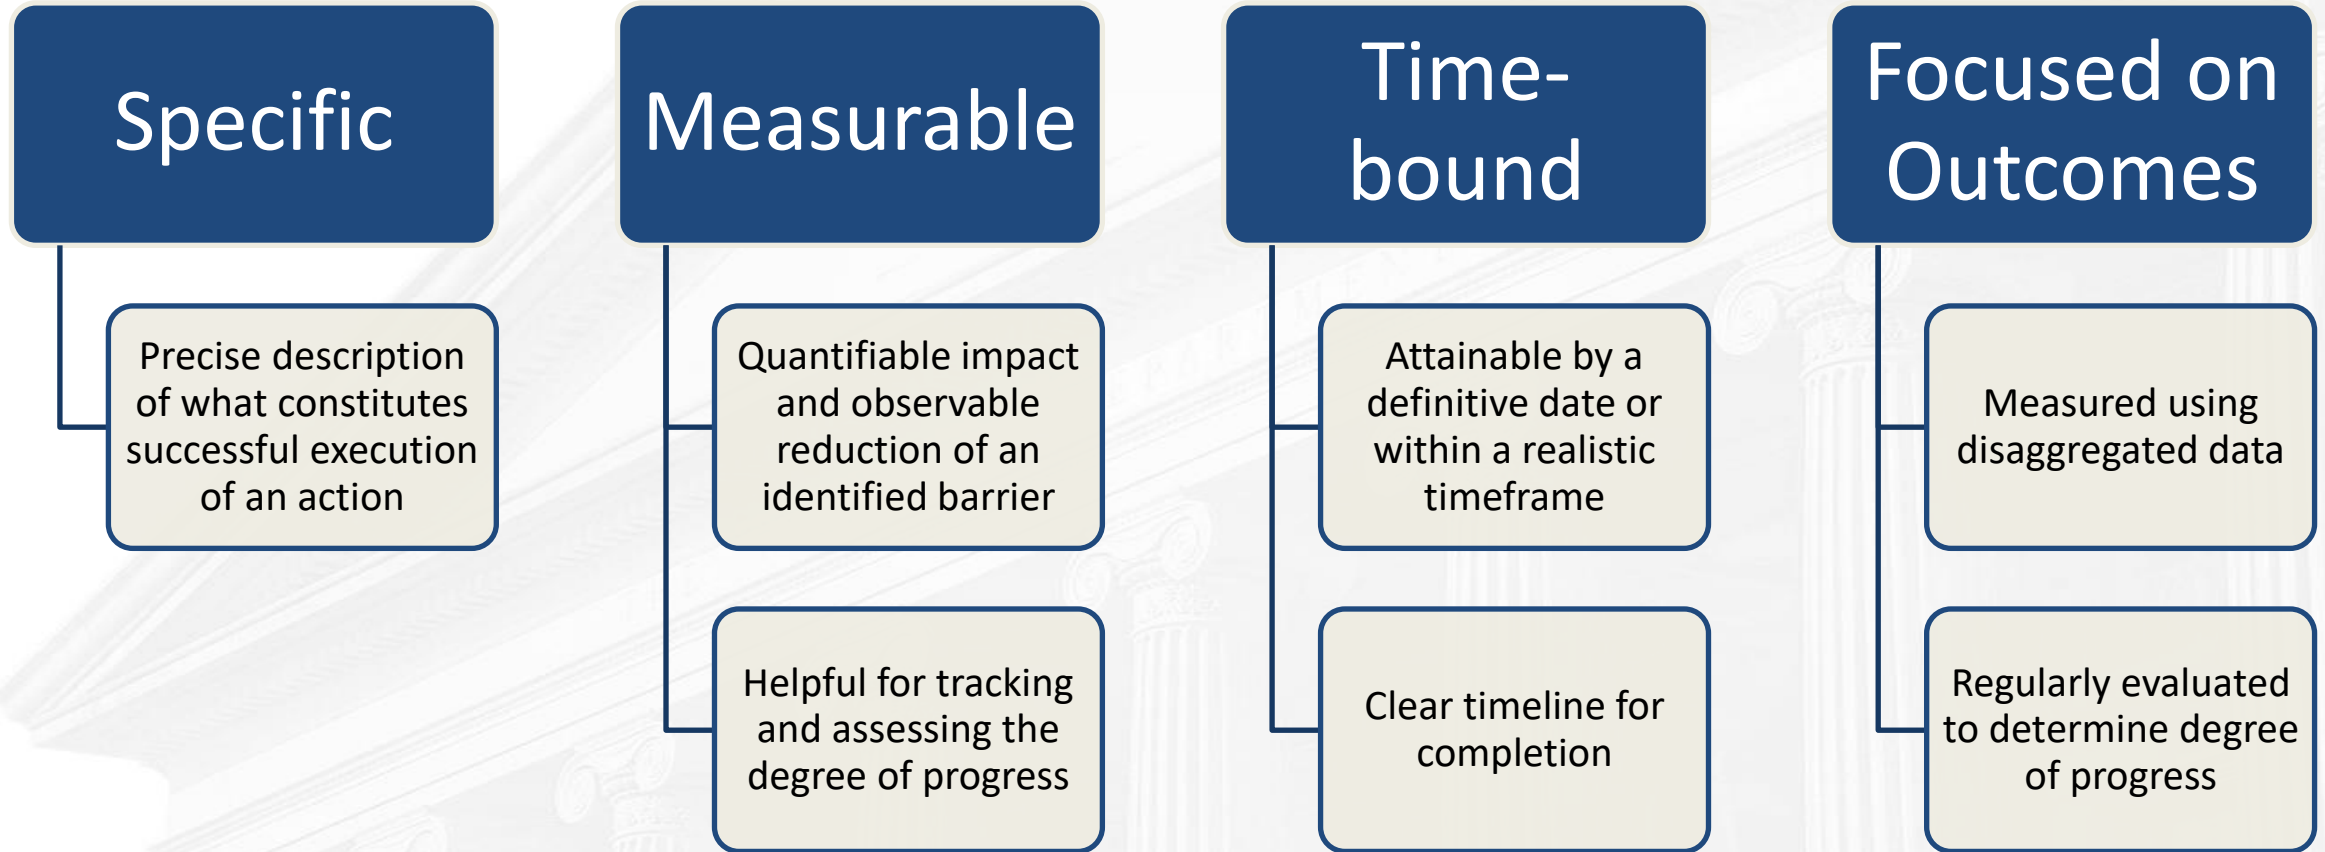 Specific
Precise description
of what constitutes
successful execution
of an action
Measurable
Quantifiable impact
and observable
reduction of an
identified barrier
Helpful for tracking
and assessing the
degree of progress
Time-
bound
Attainable by a
definitive date or
within a realistic
timeframe
Clear timeline for
completion
Focused on
Outcomes
Measured using
disaggregated data
Regularly evaluated
to determine degree
of progress